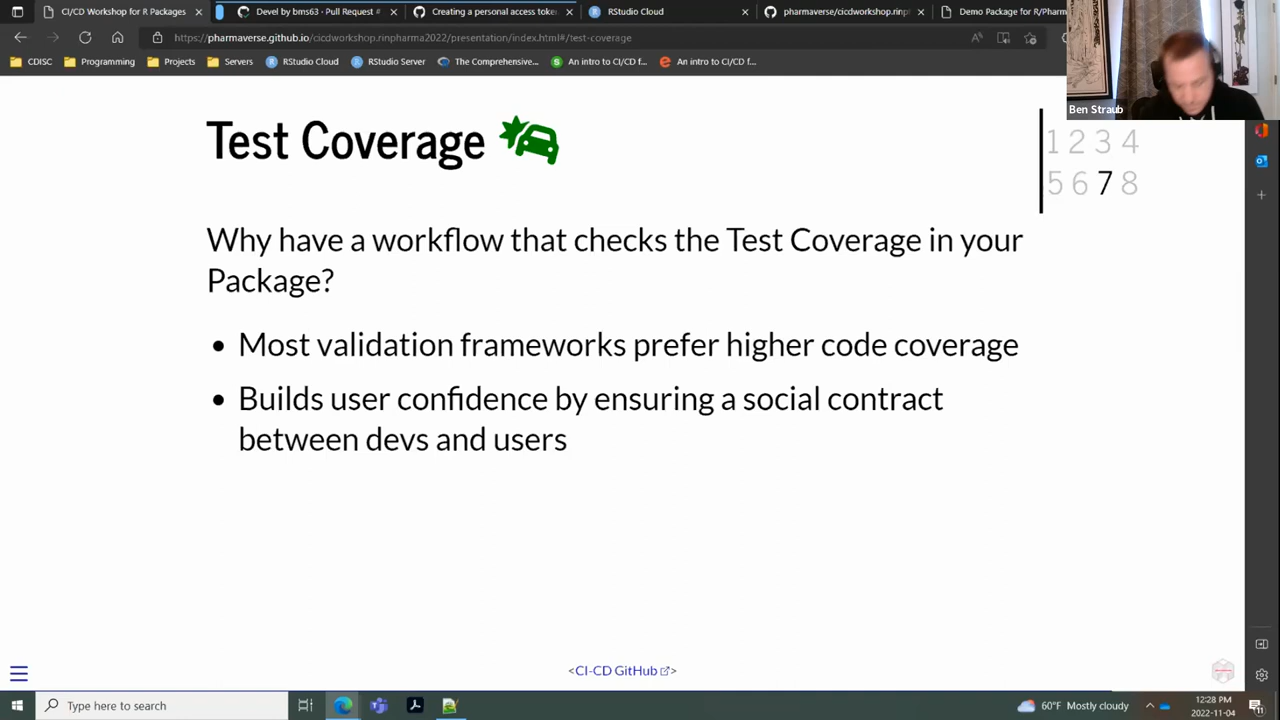 CI/CD Workshop for R Packages
Devel by bms63 · Pull Request #
Creating a personal access toke
RStudio Cloud
pharmaverse/cicdworkshop.rinp
Demo Package for R/Pharm
https://pharmaverse.github.io/cicdworkshop.rinpharma2022/presentation/index.html#/test-coverage
CDISC
Programming
Projects
Servers
RStudio Cloud
RStudio Server
The Comprehensive...
An intro to CI/CD f...
An intro to CI/CD f...
Ben Straub
Test Coverage
1 2 3 4
5 6 7 8
Why have a workflow that checks the Test Coverage in your
Package?
• Most validation frameworks prefer higher code coverage
• Builds user confidence by ensuring a social contract
between devs and users
<CI-CD GitHub>
Type here to search
60°F Mostly cloudy
12:28 PM
2022-11-04
11